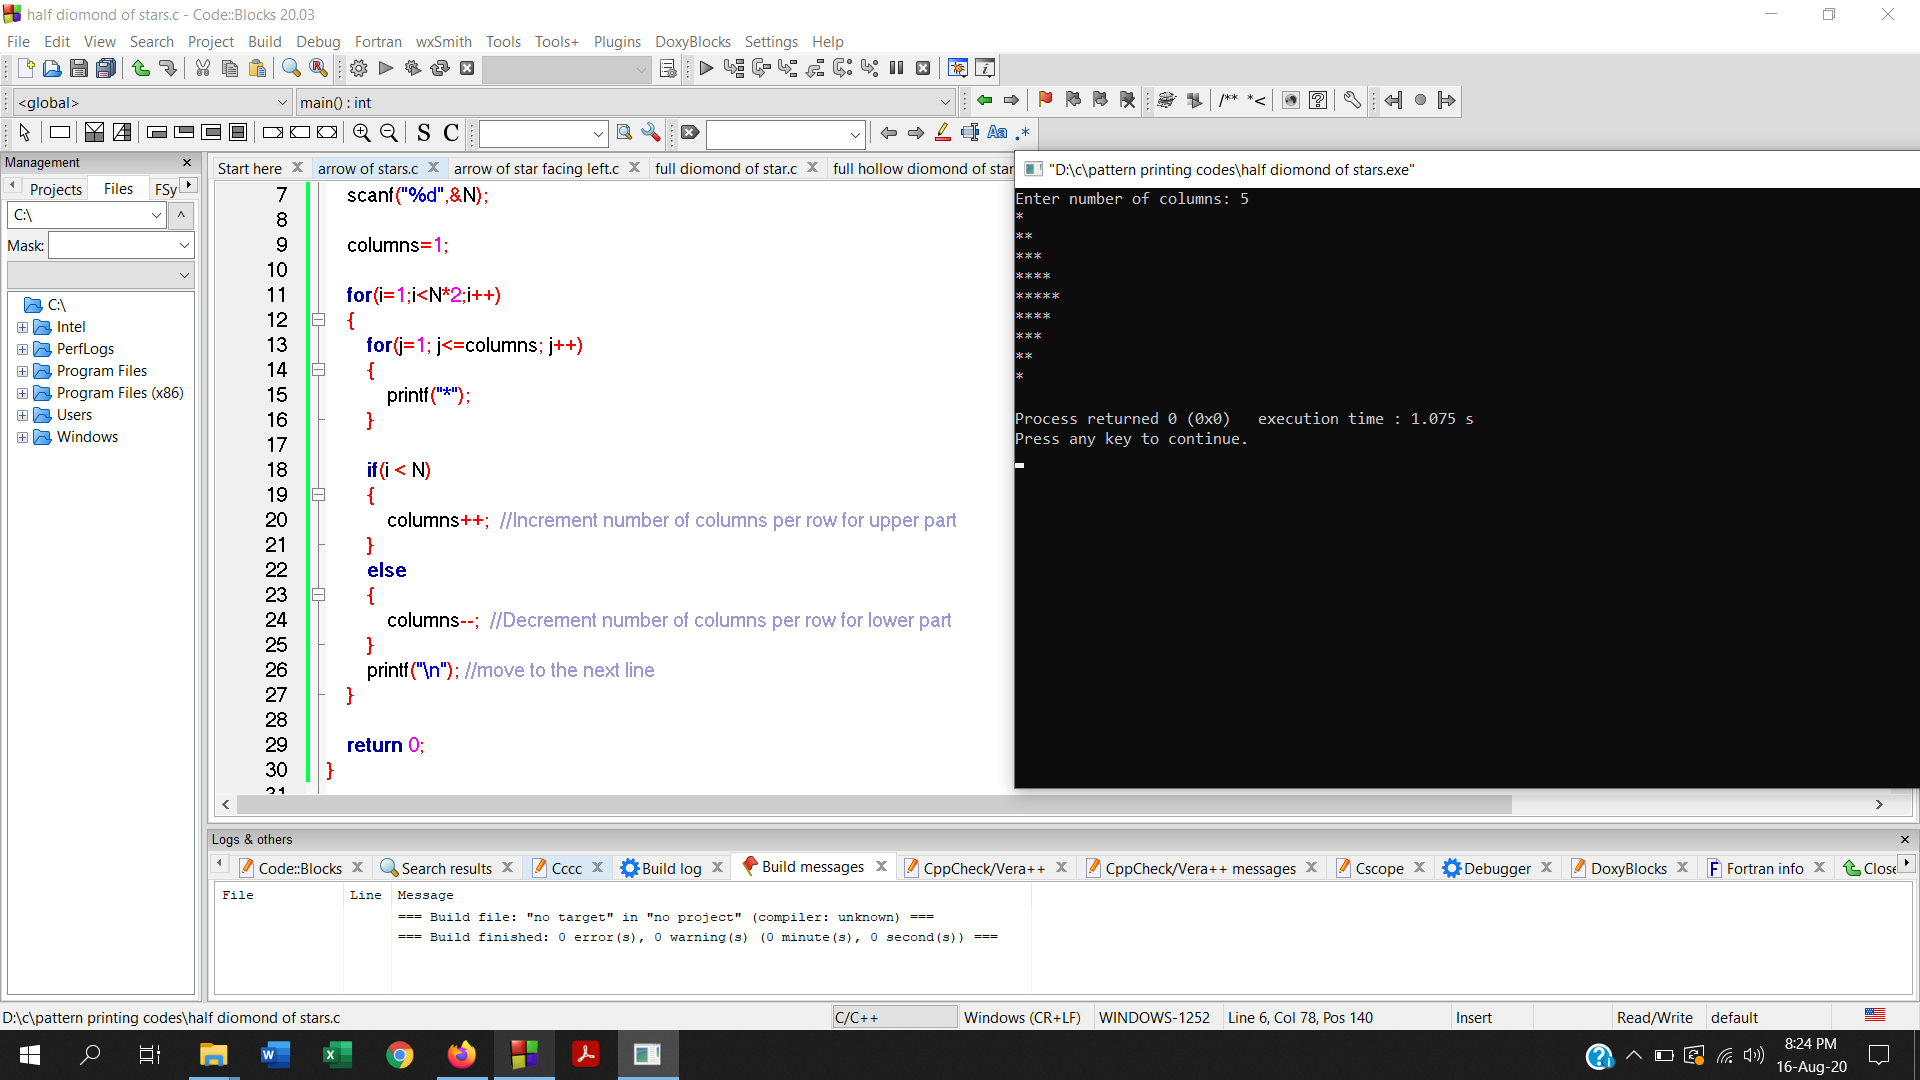 half diomond of stars.c - Code::Blocks 20.03
File Edit View Search Project Build Debug Fortran wxSmith Tools Tools+ Plugins DoxyBlocks Settings Help
<global> main() : int
/** *<
S C
Aa .*
Management
Projects Files FSy
C:\
Mask:
C:\
Intel
PerfLogs
Program Files
Program Files (x86)
Users
Windows
Start here arrow of stars.c arrow of star facing left.c full diomond of star.c full hollow diomond of star
7 scanf("%d",&N);
8
9 columns=1;
10
11 for(i=1;i<N*2;i++)
12 {
13 for(j=1; j<=columns; j++)
14 {
15 printf("*");
16 }
17
18 if(i < N)
19 {
20 columns++; //Increment number of columns per row for upper part
21 }
22 else
23 {
24 columns--; //Decrement number of columns per row for lower part
25 }
26 printf("\n"); //move to the next line
27 }
28
29 return 0;
30 }
31
"D:\c\pattern printing codes\half diomond of stars.exe"
Enter number of columns: 5
*
**
***
****
*****
****
***
**
*
Process returned 0 (0x0) execution time : 1.075 s
Press any key to continue.
Logs & others
Code::Blocks Search results Cccc Build log Build messages CppCheck/Vera++ CppCheck/Vera++ messages Cscope Debugger DoxyBlocks Fortran info Close
File Line Message
=== Build file: "no target" in "no project" (compiler: unknown) ===
=== Build finished: 0 error(s), 0 warning(s) (0 minute(s), 0 second(s)) ===
D:\c\pattern printing codes\half diomond of stars.c C/C++ Windows (CR+LF) WINDOWS-1252 Line 6, Col 78, Pos 140 Insert Read/Write default
8:24 PM
16-Aug-20